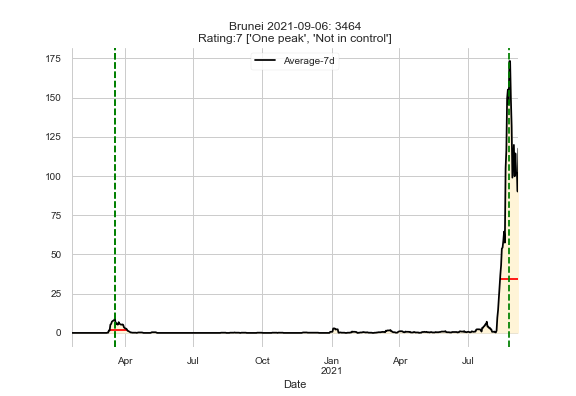 Brunei 2021-09-06: 3464
Rating:7 ['One peak', 'Not in control']
Average-7d
175
150
125
100
75
50
25
0
Apr Jul Oct Jan Apr Jul
2021
Date